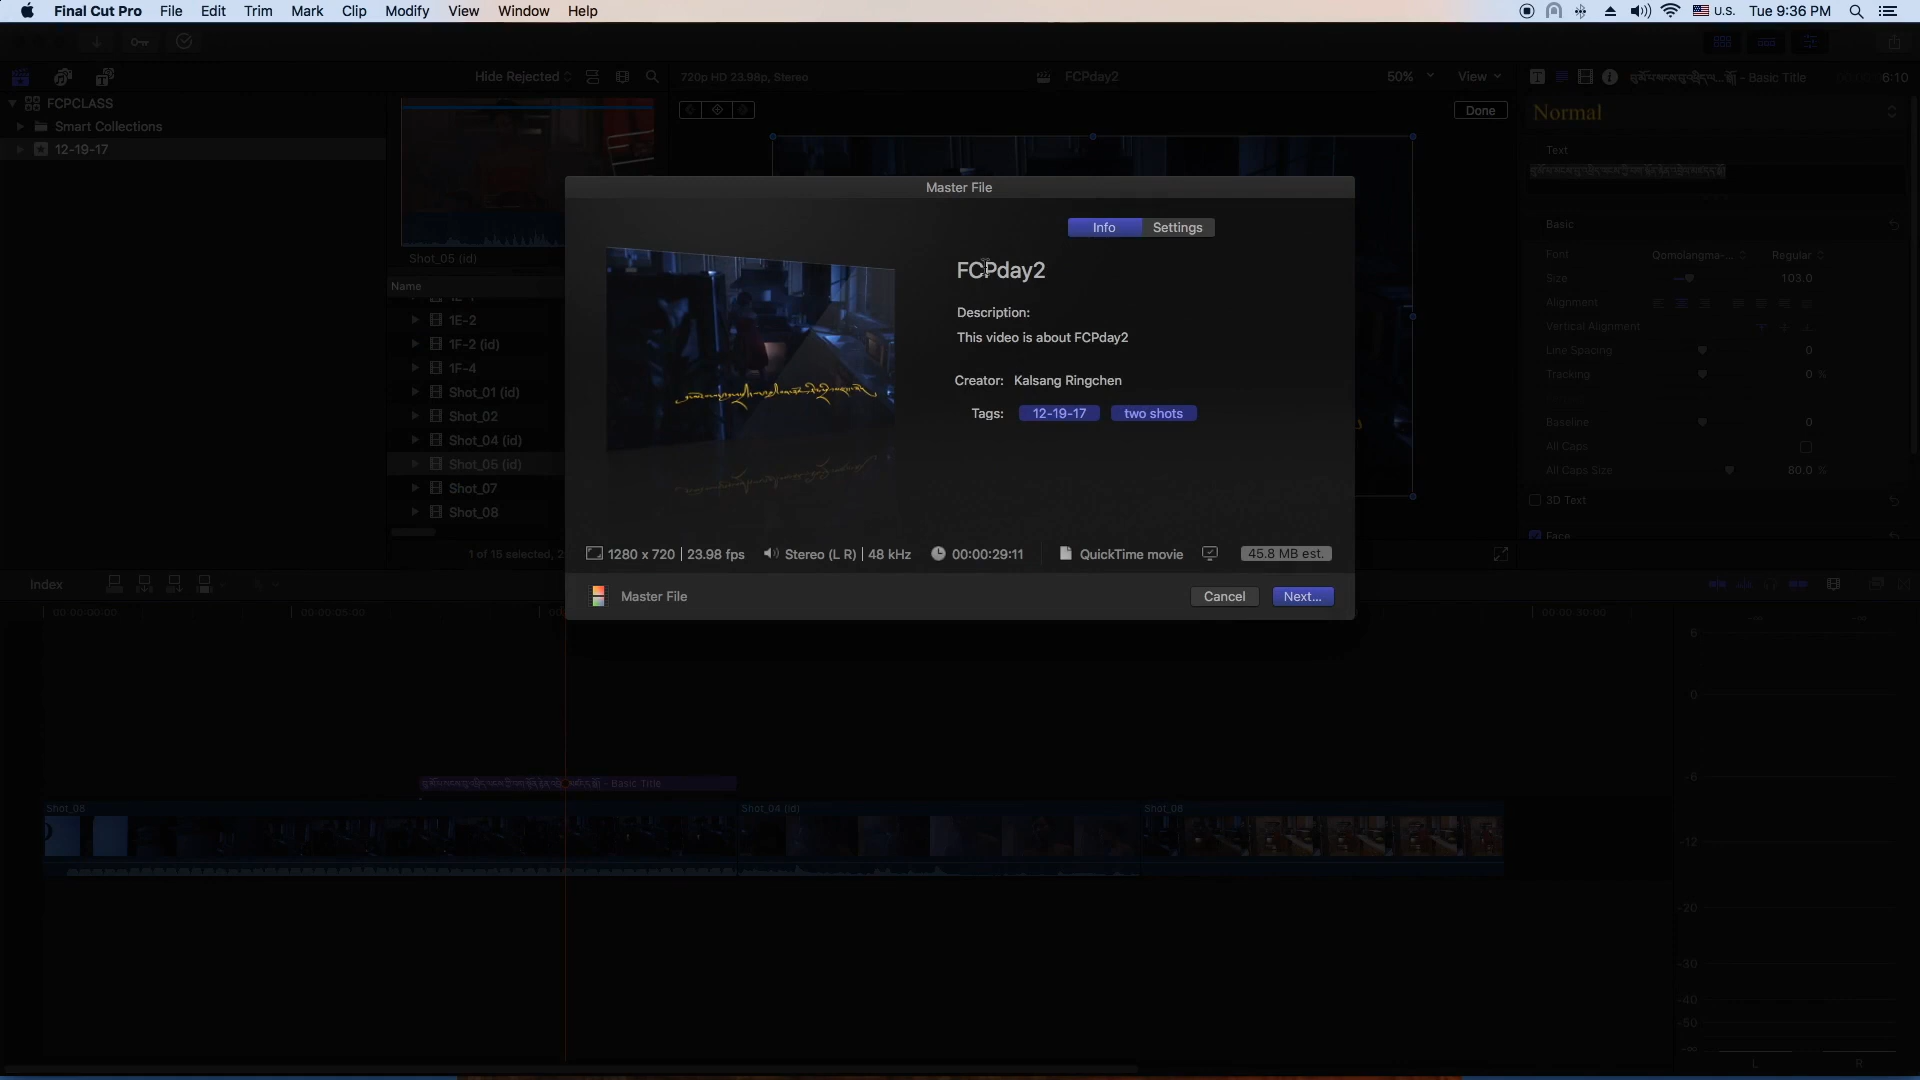 Final Cut Pro File Edit Trim Mark Clip Modify View Window Help U.S. Tue 9:36 PM
Hide Rejected 720p HD 23.98p, Stereo FCPday2 50% View – Basic Title 6:10
FCPCLASS
Smart Collections
12-19-17
Done
Normal
Text
Shot_05 (id)
Name
1E-2
1F-2 (id)
1F-4
Shot_01 (id)
Shot_02
Shot_04 (id)
Shot_05 (id)
Shot_07
Shot_08
1 of 15 selected, 2
Master File
Info Settings
FCPday2
Description:
This video is about FCPday2
Creator: Kalsang Ringchen
Tags: 12-19-17 two shots
1280 x 720 | 23.98 fps Stereo (L R) | 48 kHz 00:00:29:11 QuickTime movie 45.8 MB est.
Master File Cancel Next...
Basic
Font Qomolangma-... Regular
Size 103.0
Alignment
Vertical Alignment
Line Spacing 0
Tracking 0 %
Baseline 0
All Caps
All Caps Size 80.0 %
3D Text
Face
Index
00:00:00:00 00:00:05:00 00:00:30:00
– Basic Title
Shot_04 (id)
6
0
-6
-12
-20
-30
-40
-50
-∞
L R